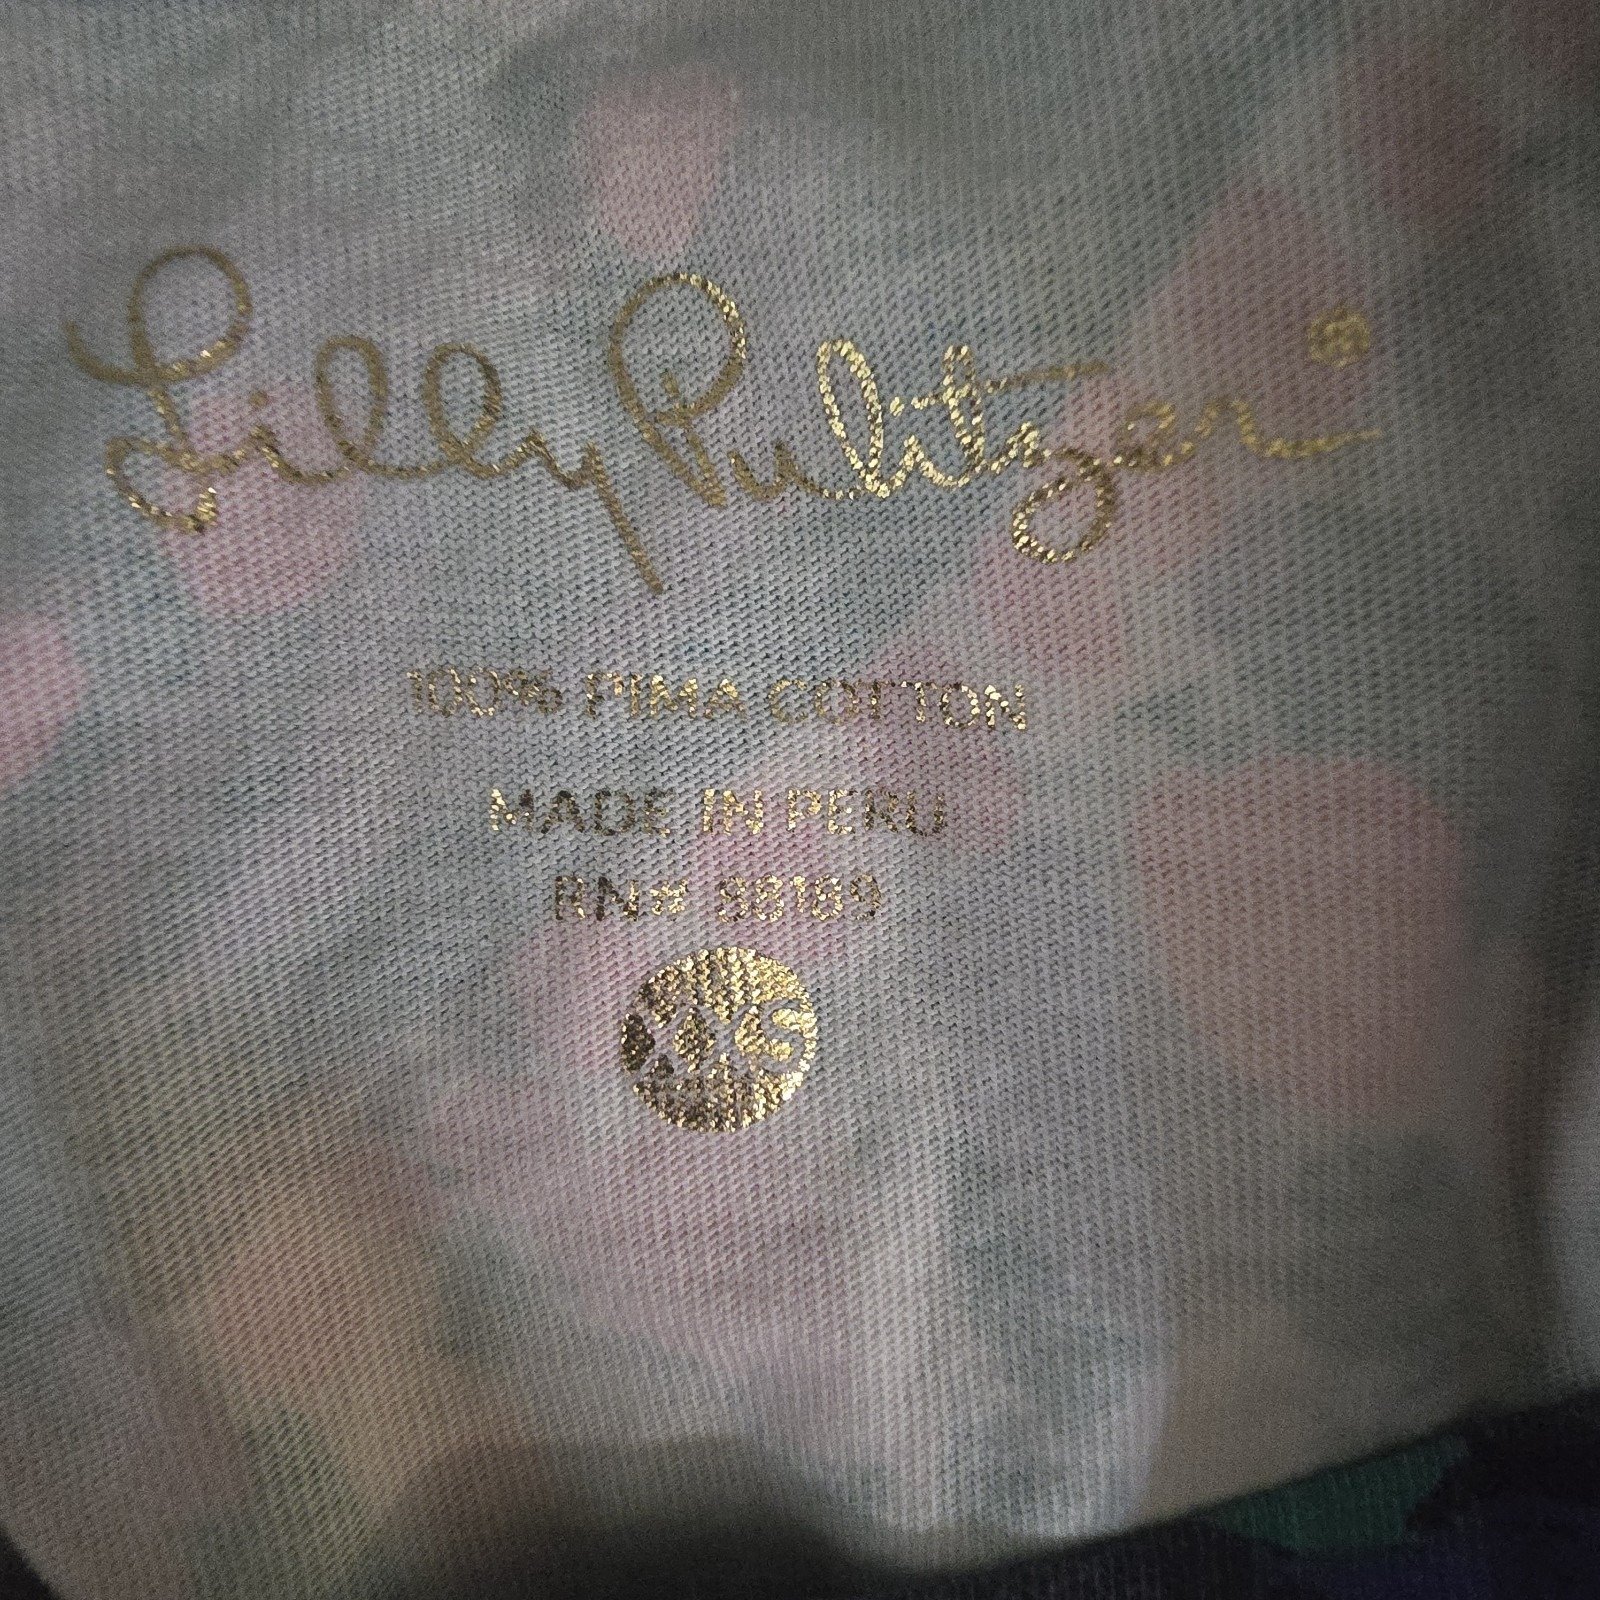 Lilly Pulitzer®
100% PIMA COTTON
MADE IN PERU
RN# 88189
XXS